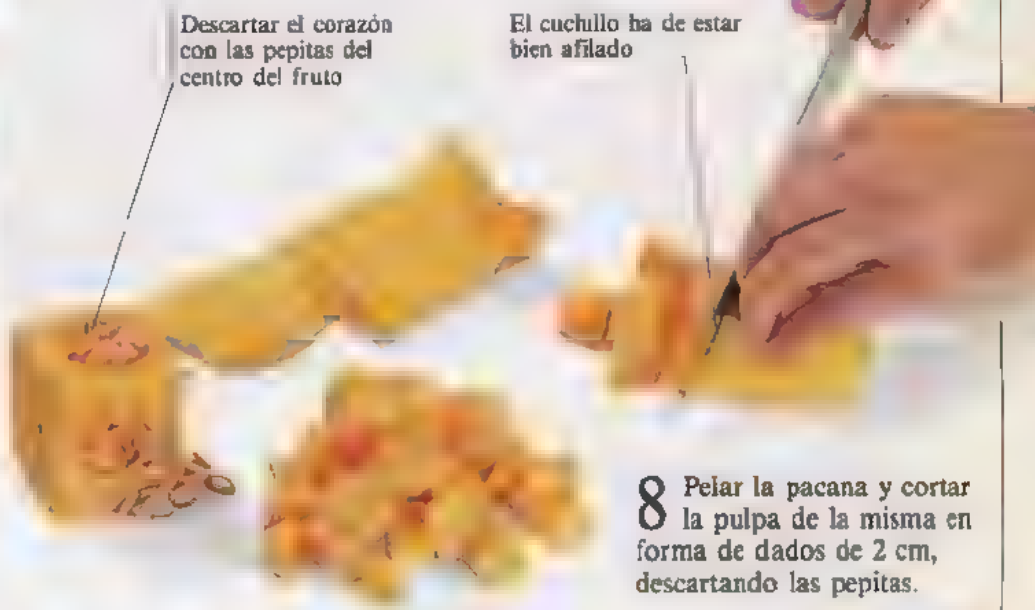 Descartar el corazón
con las pepitas del
centro del fruto
El cuchillo ha de estar
bien afilado
8 Pelar la pacana y cortar
la pulpa de la misma en
forma de dados de 2 cm,
descartando las pepitas.